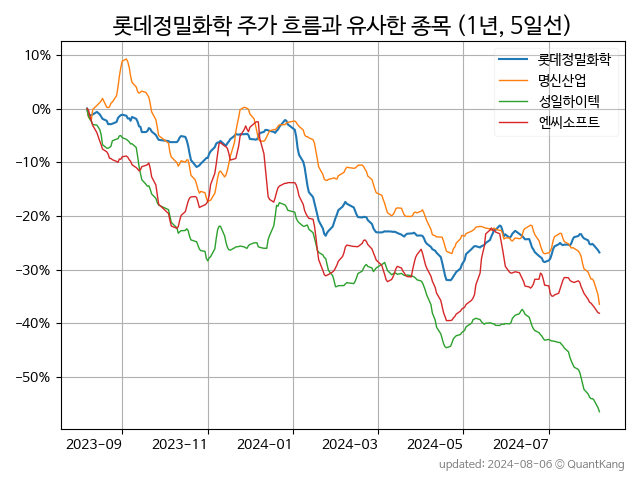 롯데정밀화학 주가 흐름과 유사한 종목 (1년, 5일선)
롯데정밀화학
명신산업
성일하이텍
엔씨소프트
10%
0%
−10%
−20%
−30%
−40%
−50%
2023-09
2023-11
2024-01
2024-03
2024-05
2024-07
updated: 2024-08-06 © QuantKang